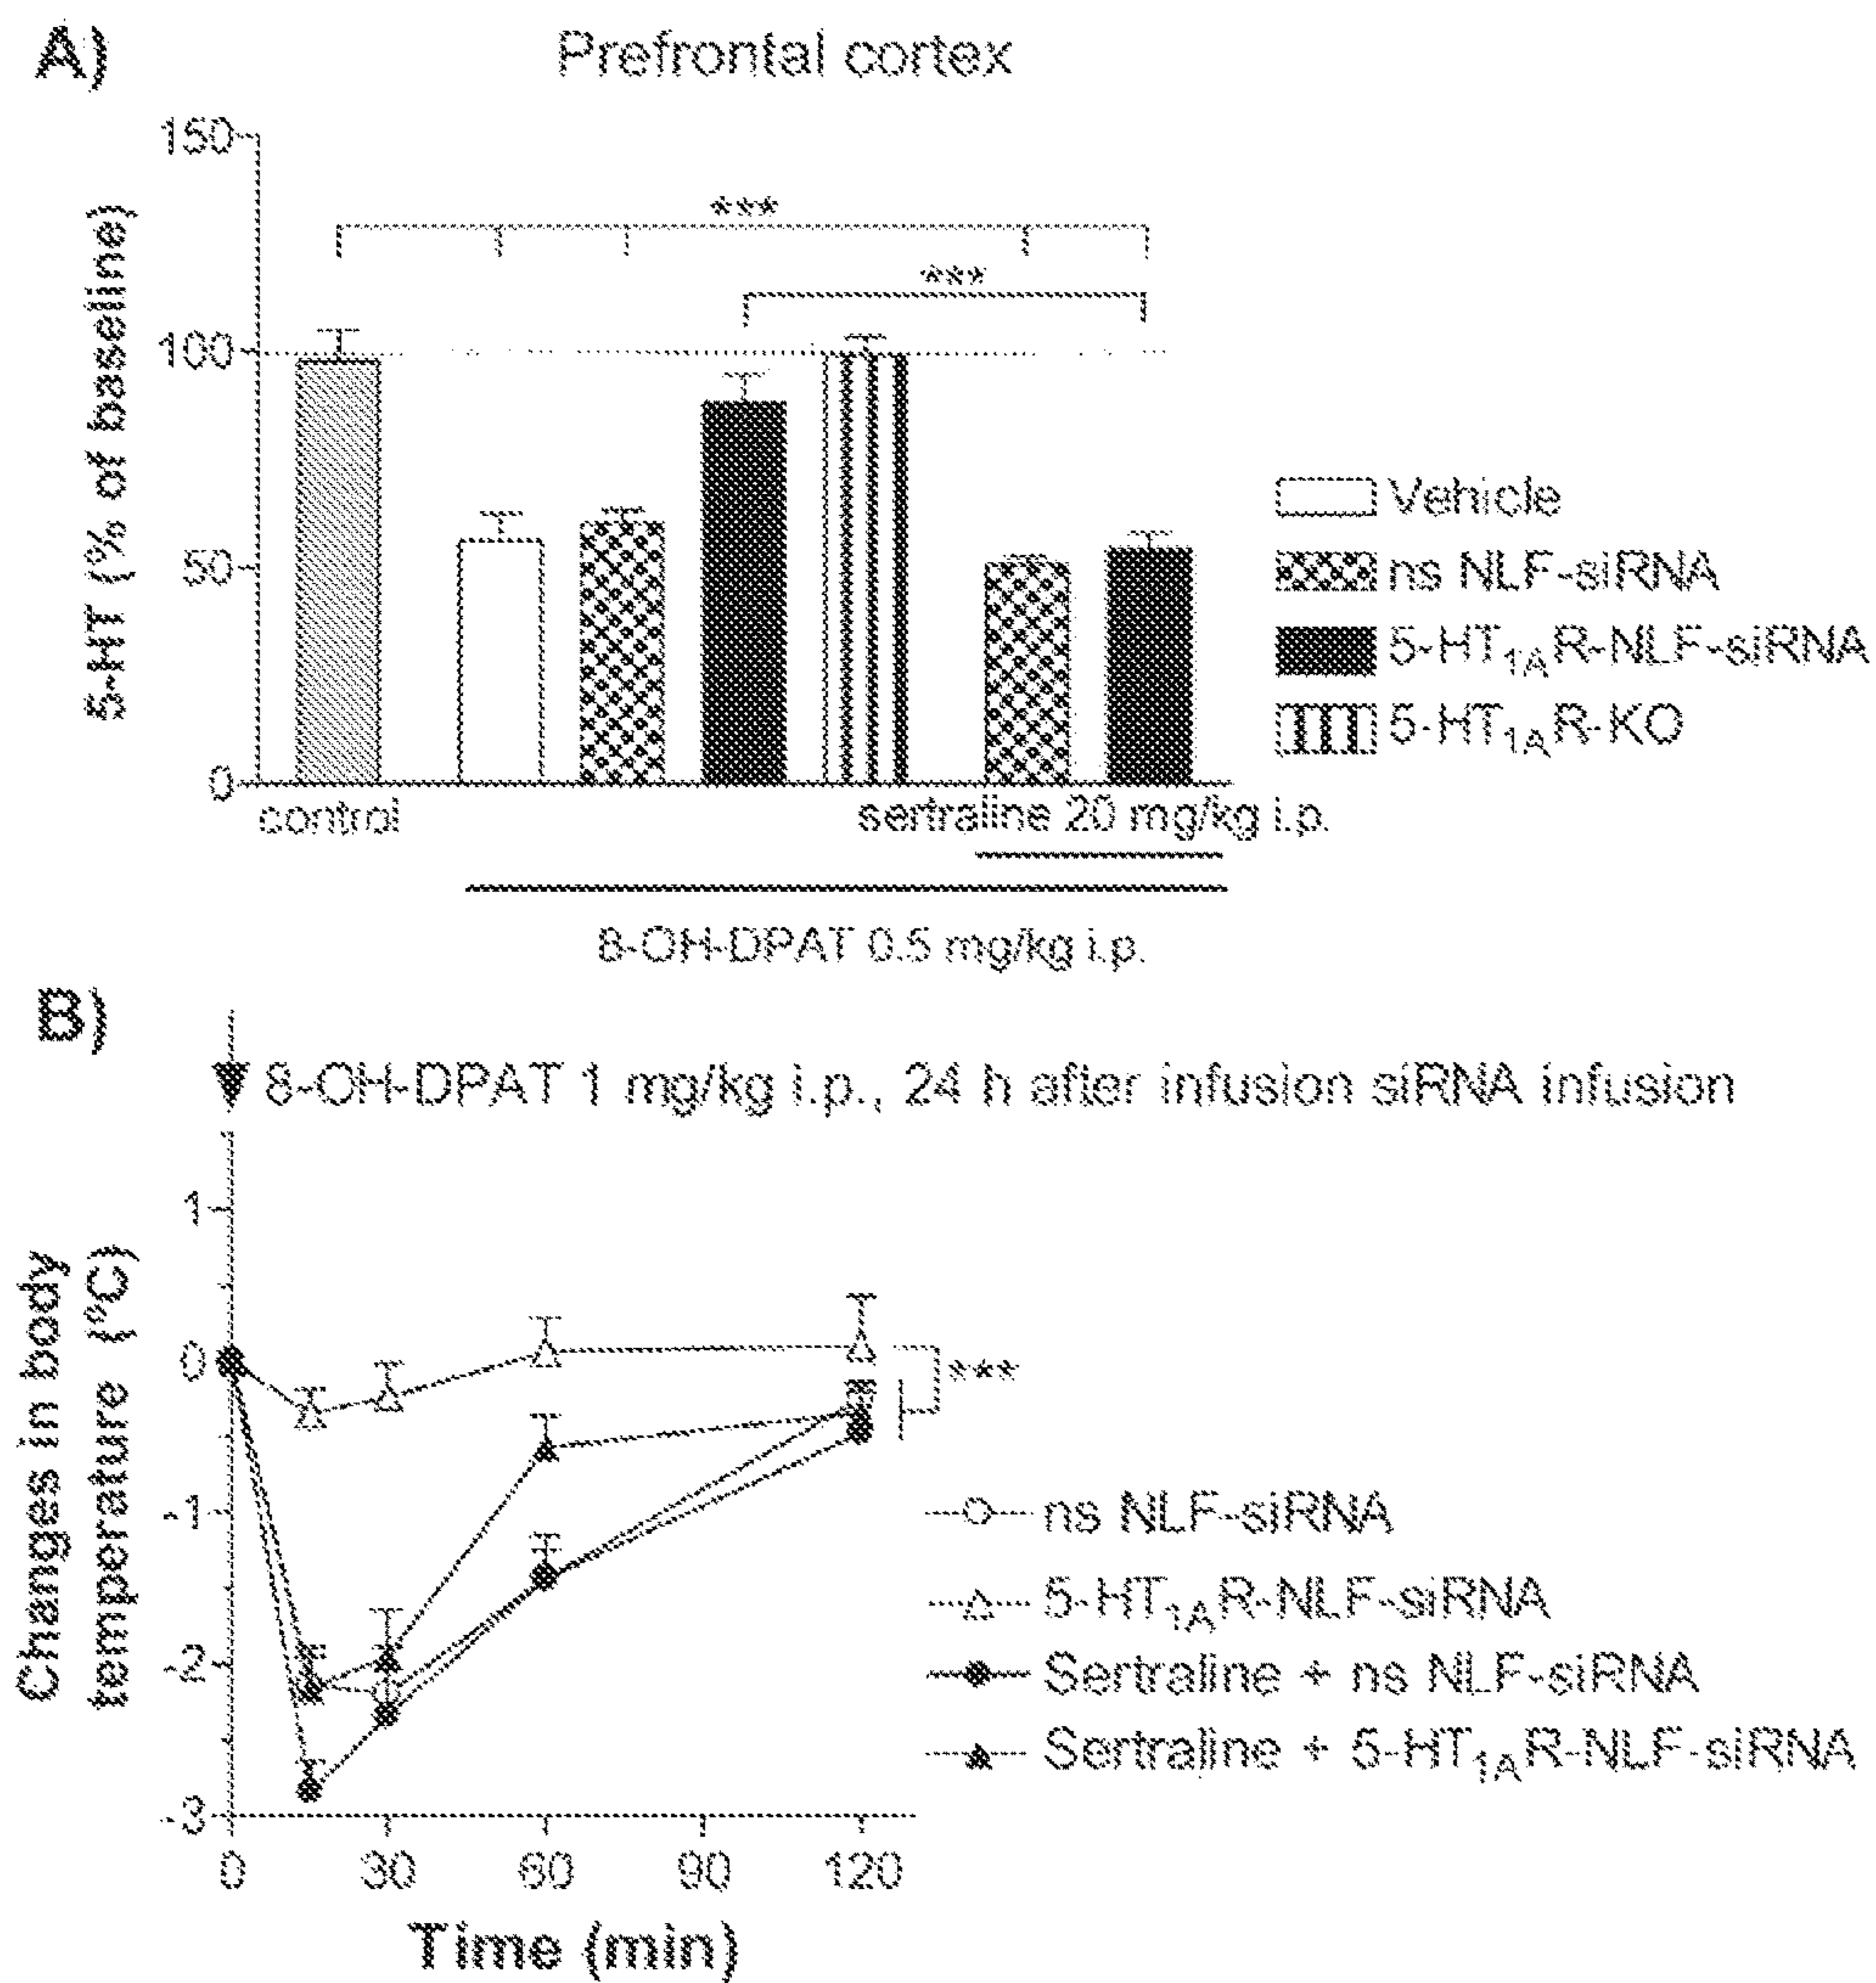 A)
Prefrontal cortex
150
100
50
0
5-HT (% of baseline)
***
***
control
sertraline 20 mg/kg i.p.
8-OH-DPAT 0.5 mg/kg i.p.
Vehicle
ns NLF-siRNA
5-HT1AR-NLF-siRNA
5-HT1AR-KO
B)
8-OH-DPAT 1 mg/kg i.p., 24 h after infusion siRNA infusion
1
0
-1
-2
-3
Changes in body
temperature (ºC)
***
ns NLF-siRNA
5-HT1AR-NLF-siRNA
Sertraline + ns NLF-siRNA
Sertraline + 5-HT1AR-NLF-siRNA
0 30 60 90 120
Time (min)